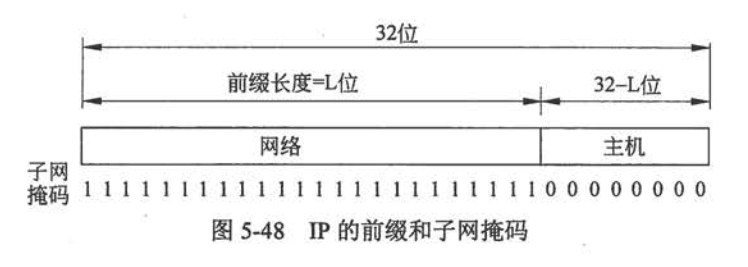 32位
前缀长度=L位 32-L位
网络 主机
子网
掩码 1 1 1 1 1 1 1 1 1 1 1 1 1 1 1 1 1 1 1 1 1 1 1 1 0 0 0 0 0 0 0 0
图 5-48 IP 的前缀和子网掩码